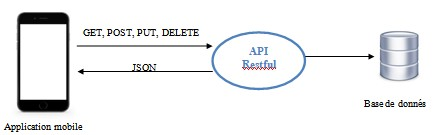 GET, POST, PUT, DELETE
API
Restful
JSON
Base de donnés
Application mobile